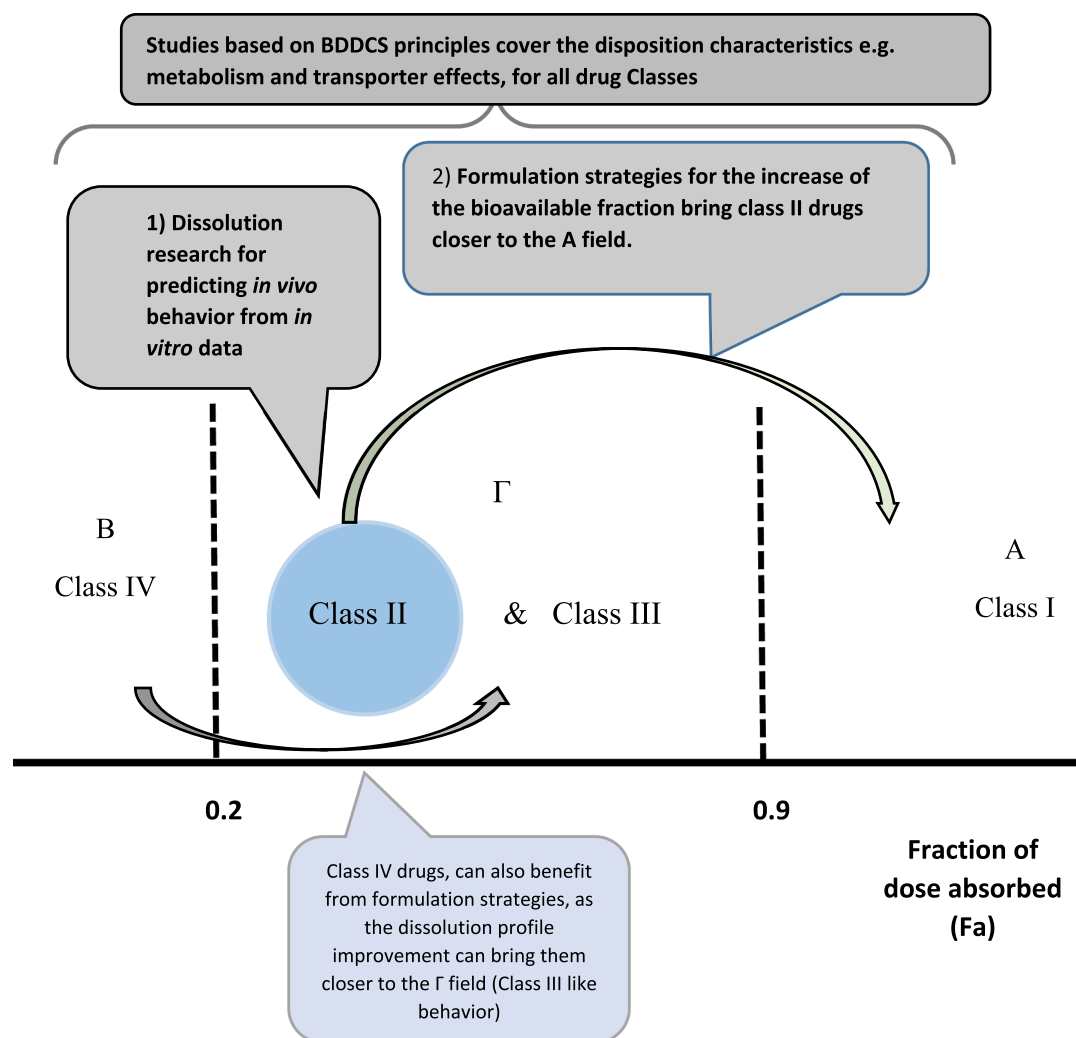 Studies based on BDDCS principles cover the disposition characteristics e.g.
metabolism and transporter effects, for all drug Classes
2) Formulation strategies for the increase of
the bioavailable fraction bring class II drugs
closer to the A field.
1) Dissolution
research for
predicting in vivo
behavior from in
vitro data
Γ
B
Class IV
Class II
& Class III
A
Class I
0.2
0.9
Fraction of
dose absorbed
(Fa)
Class IV drugs, can also benefit
from formulation strategies, as
the dissolution profile
improvement can bring them
closer to the Γ field (Class III like
behavior)